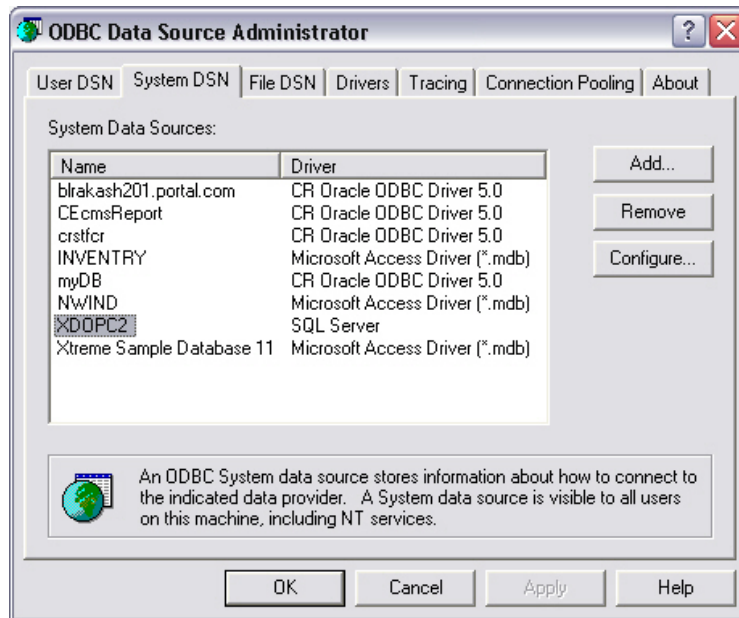 ODBC Data Source Administrator
User DSN System DSN File DSN Drivers Tracing Connection Pooling About
System Data Sources:
Name Driver
blrakash201.portal.com CR Oracle ODBC Driver 5.0
CEcmsReport CR Oracle ODBC Driver 5.0
crstfcr CR Oracle ODBC Driver 5.0
INVENTRY Microsoft Access Driver (*.mdb)
myDB CR Oracle ODBC Driver 5.0
NWIND Microsoft Access Driver (*.mdb)
XDOPC2 SQL Server
Xtreme Sample Database 11 Microsoft Access Driver (*.mdb)
Add...
Remove
Configure...
An ODBC System data source stores information about how to connect to
the indicated data provider. A System data source is visible to all users
on this machine, including NT services.
OK Cancel Apply Help